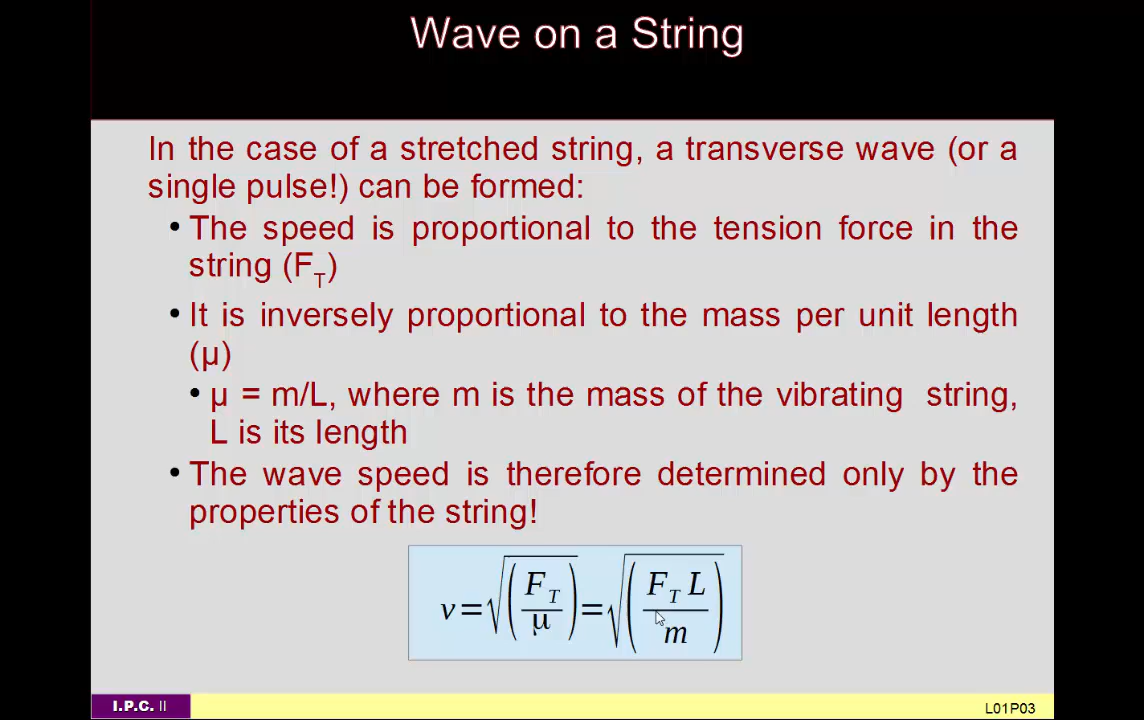 Wave on a String
In the case of a stretched string, a transverse wave (or a
single pulse!) can be formed:
• The speed is proportional to the tension force in the
string (F_T)
• It is inversely proportional to the mass per unit length
(μ)
• μ = m/L, where m is the mass of the vibrating string,
L is its length
• The wave speed is therefore determined only by the
properties of the string!
v=√(F_T/μ)=√(F_T L/m)
I.P.C. II
L01P03